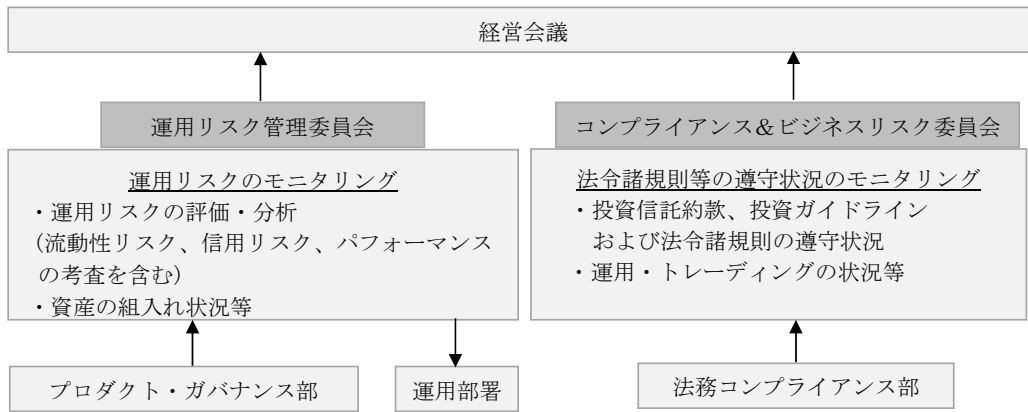 経営会議
運用リスク管理委員会
運用リスクのモニタリング
・運用リスクの評価・分析
(流動性リスク、信用リスク、パフォーマンス
の考査を含む)
・資産の組入れ状況等
コンプライアンス＆ビジネスリスク委員会
法令諸規則等の遵守状況のモニタリング
・投資信託約款、投資ガイドライン
および法令諸規則の遵守状況
・運用・トレーディングの状況等
プロダクト・ガバナンス部
運用部署
法務コンプライアンス部